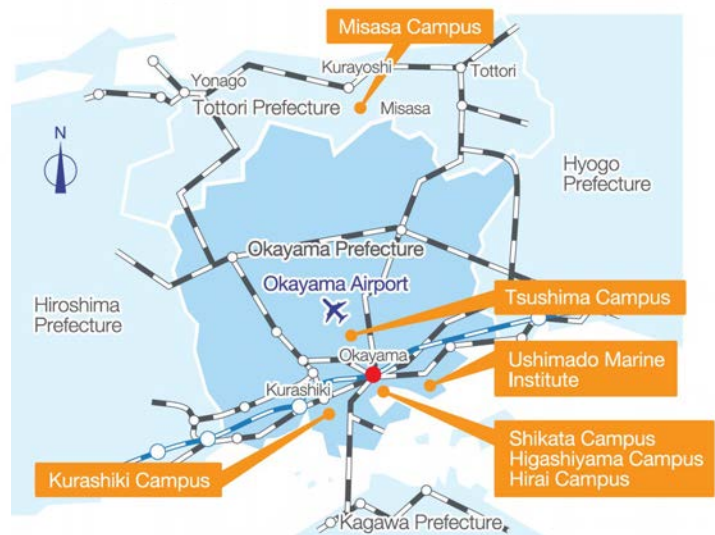 Misasa Campus
Kurayoshi
Tottori
Yonago
Tottori Prefecture
Misasa
N
Hyogo
Prefecture
Okayama Prefecture
Okayama Airport
Hiroshima
Prefecture
Tsushima Campus
Okayama
Ushimado Marine
Institute
Kurashiki
Shikata Campus
Higashiyama Campus
Hirai Campus
Kurashiki Campus
Kagawa Prefecture